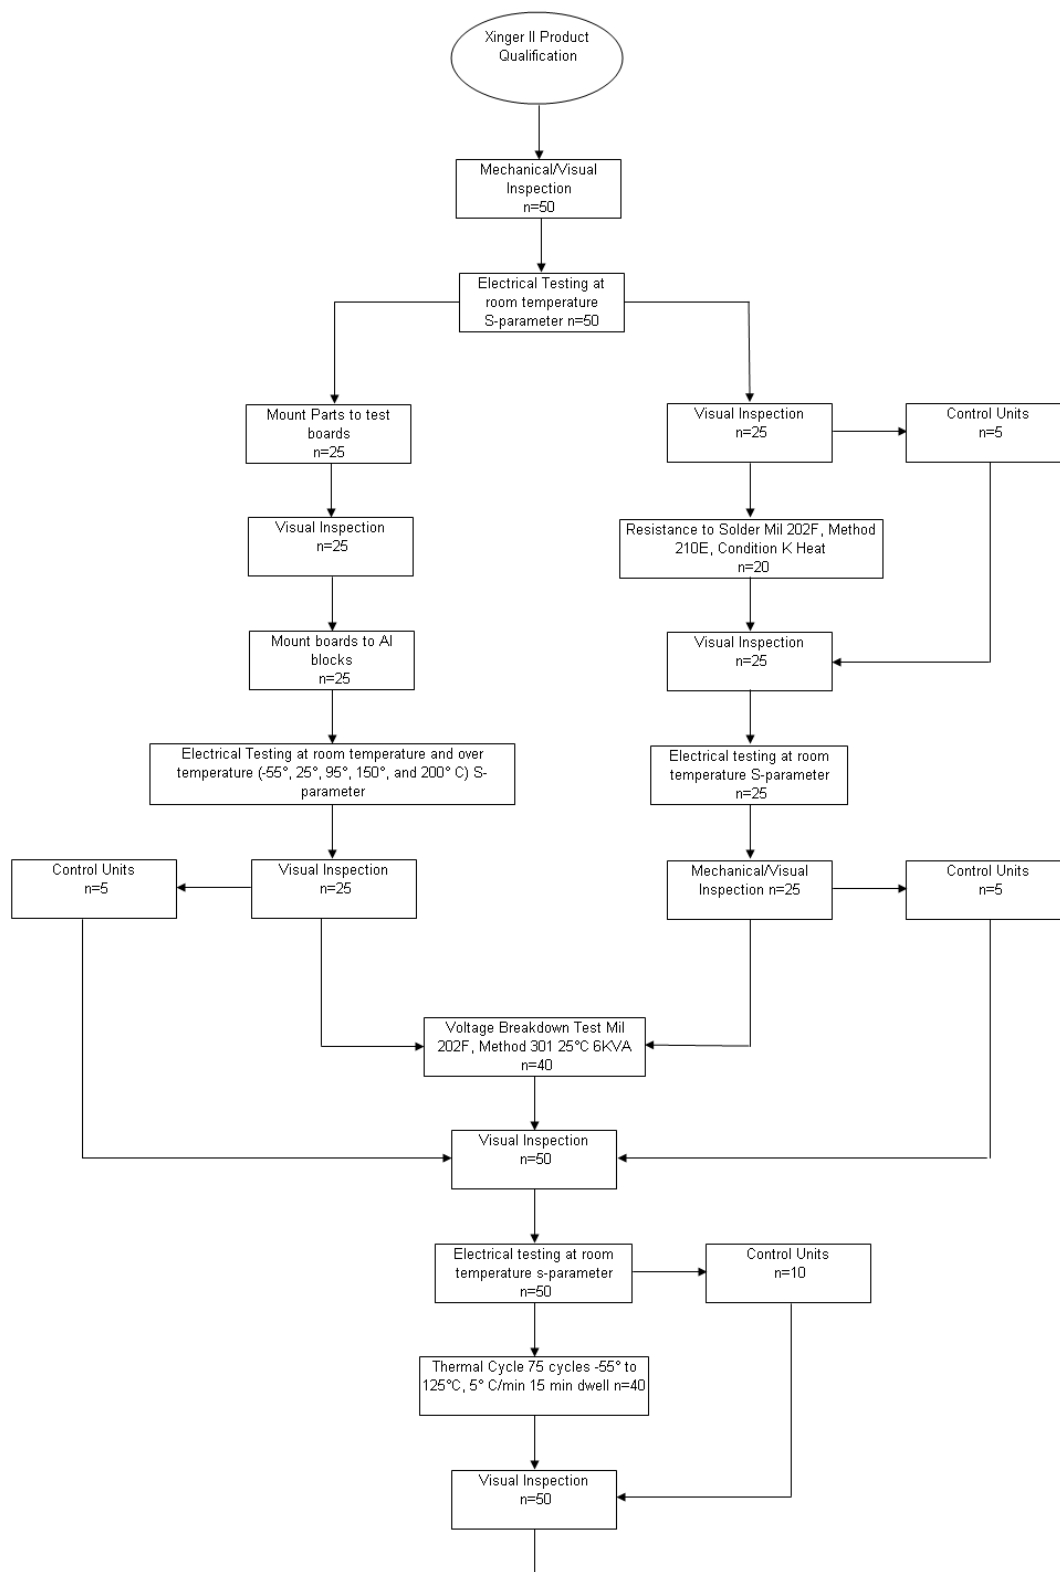 Xinger II Product
Qualification
Mechanical/Visual
Inspection
n=50
Electrical Testing at
room temperature
S-parameter n=50
Mount Parts to test
boards
n=25
Visual Inspection
n=25
Control Units
n=5
Visual Inspection
n=25
Resistance to Solder Mil 202F, Method
210E, Condition K Heat
n=20
Mount boards to Al
blocks
n=25
Visual Inspection
n=25
Electrical Testing at room temperature and over
temperature (-55°, 25°, 95°, 150°, and 200° C) S-
parameter
Electrical testing at room
temperature S-parameter
n=25
Control Units
n=5
Visual Inspection
n=25
Mechanical/Visual
Inspection n=25
Control Units
n=5
Voltage Breakdown Test Mil
202F, Method 301 25°C 6KVA
n=40
Visual Inspection
n=50
Electrical testing at room
temperature s-parameter
n=50
Control Units
n=10
Thermal Cycle 75 cycles -55° to
125°C, 5° C/min 15 min dwell n=40
Visual Inspection
n=50